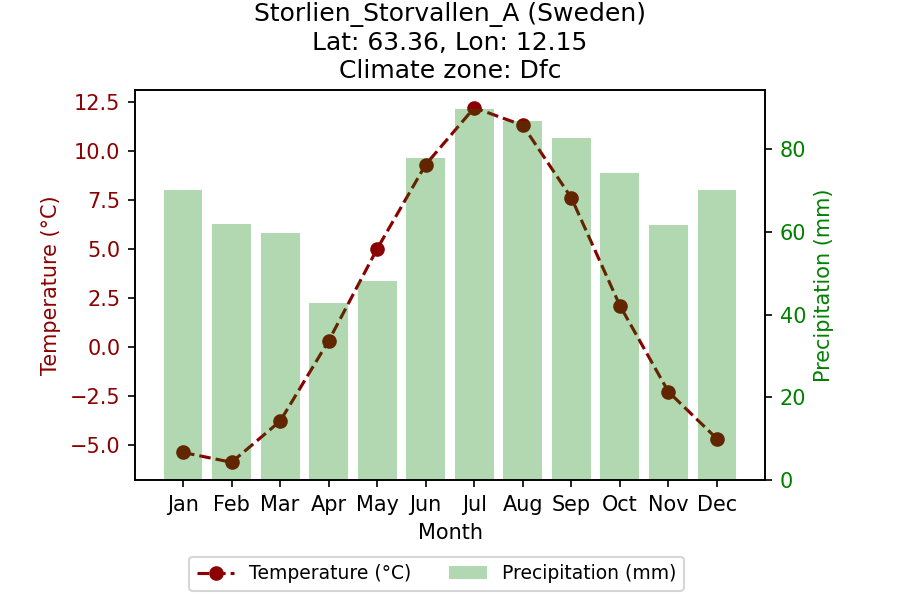 Storlien_Storvallen_A (Sweden)
Lat: 63.36, Lon: 12.15
Climate zone: Dfc
Temperature (°C)
12.5
10.0
7.5
5.0
2.5
0.0
−2.5
−5.0
80
60
40
20
0
Precipitation (mm)
Jan Feb Mar Apr May Jun Jul Aug Sep Oct Nov Dec
Month
Temperature (°C) Precipitation (mm)